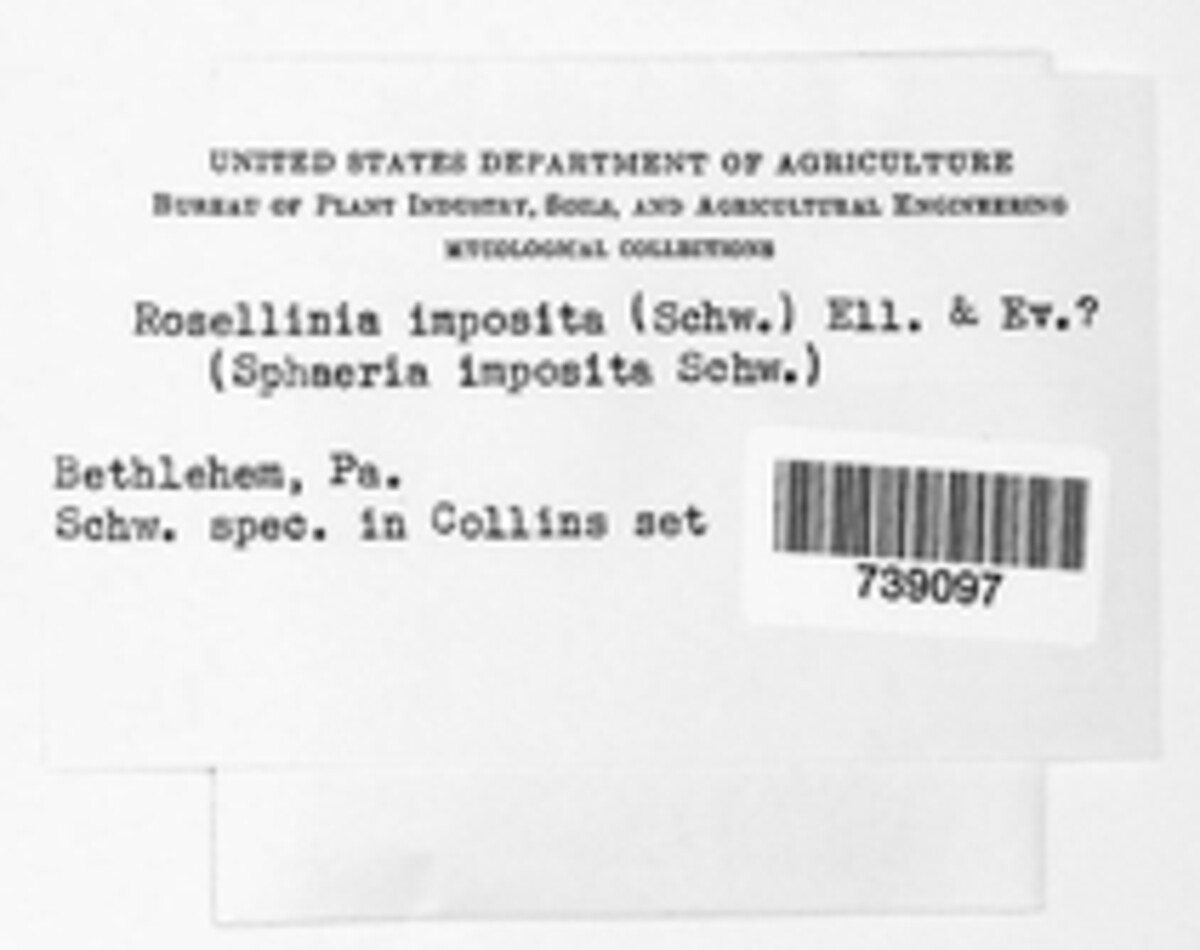 UNITED STATES DEPARTMENT OF AGRICULTURE
BUREAU OF PLANT INDUSTRY, SOILS, AND AGRICULTURAL ENGINEERING
MYCOLOGICAL COLLECTIONS
Rosellinia imposita (Schw.) Ell. & Ev.?
(Sphaeria imposita Schw.)
Bethlehem, Pa.
Schw. spec. in Collins set
739097